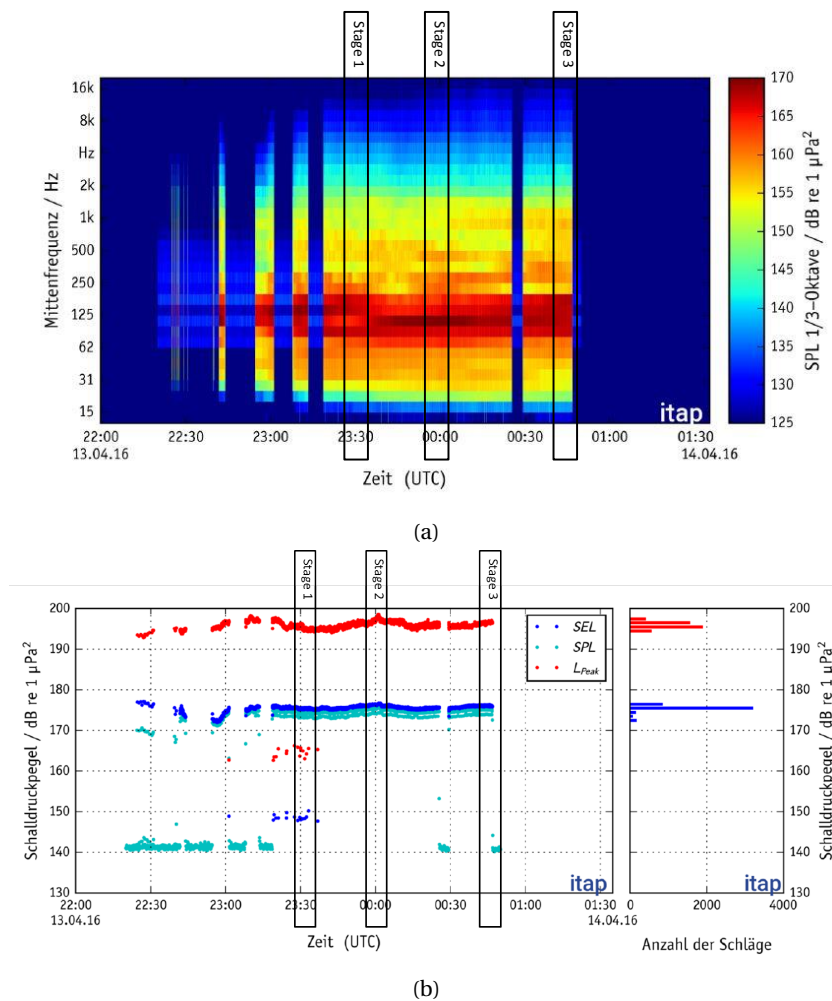 Stage 1
Stage 2
Stage 3
16k
8k
Hz
2k
1k
500
250
125
62
31
15
Mittenfrequenz / Hz
itap
22:00
22:30
23:00
23:30
00:00
00:30
01:00
01:30
13.04.16
14.04.16
Zeit (UTC)
170
165
160
155
150
145
140
135
130
125
SPL 1/3-Oktave / dB re 1 µPa²
(a)
Stage 1
Stage 2
Stage 3
200
190
180
170
160
150
140
130
Schalldruckpegel / dB re 1 µPa²
SEL
SPL
L_Peak
itap
22:00
22:30
23:00
23:30
00:00
00:30
01:00
01:30
13.04.16
14.04.16
Zeit (UTC)
200
190
180
170
160
150
140
130
Schalldruckpegel / dB re 1 µPa²
itap
0
2000
4000
Anzahl der Schläge
(b)